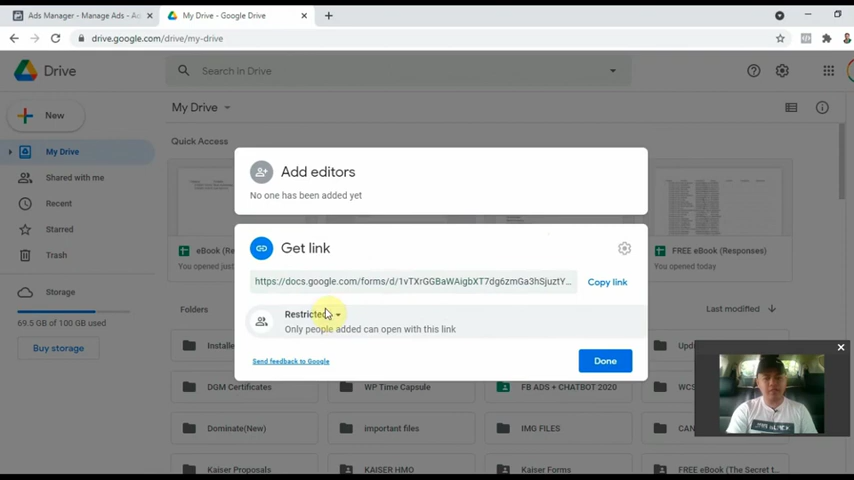 Ads Manager - Manage Ads - Ad
My Drive - Google Drive
drive.google.com/drive/my-drive
Drive
Search in Drive
New
My Drive
My Drive
Shared with me
Recent
Starred
Trash
Storage
69.5 GB of 100 GB used
Buy storage
Quick Access
eBook (Re
You opened just
FREE eBook (Responses)
You opened today
Add editors
No one has been added yet
Get link
https://docs.google.com/forms/d/1vTXrGGBaWAigbXT7dg6zmGa3hSjuztY...
Copy link
Restricted
Only people added can open with this link
Send feedback to Google
Done
Folders
Last modified
Installe
Upd
DGM Certificates
WP Time Capsule
FB ADS + CHATBOT 2020
WCS
Dominate(New)
important files
IMG FILES
CAN
Kaiser Proposals
KAISER HMO
Kaiser Forms
FREE eBook (The Secret t...